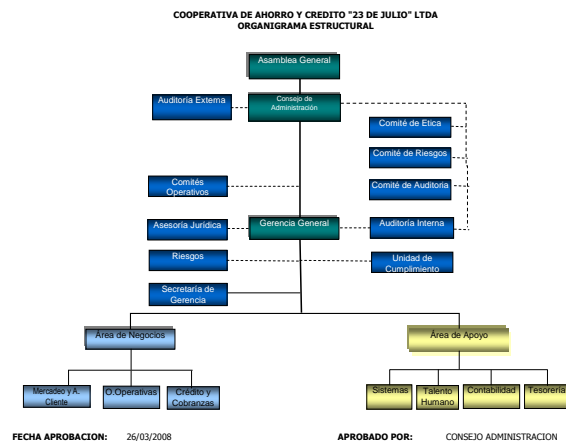 COOPERATIVA DE AHORRO Y CREDITO "23 DE JULIO" LTDA
ORGANIGRAMA ESTRUCTURAL
Asamblea General
Auditoría Externa
Consejo de
Administración
Comité de Etica
Comité de Riesgos
Comités
Operativos
Comité de Auditoria
Asesoría Jurídica
Gerencia General
Auditoría Interna
Riesgos
Unidad de
Cumplimiento
Secretaría de
Gerencia
Área de Negocios
Área de Apoyo
Mercadeo y A.
Cliente
O.Operativas
Crédito y
Cobranzas
Sistemas
Talento
Humano
Contabilidad
Tesorería
FECHA APROBACION: 26/03/2008
APROBADO POR: CONSEJO ADMINISTRACION